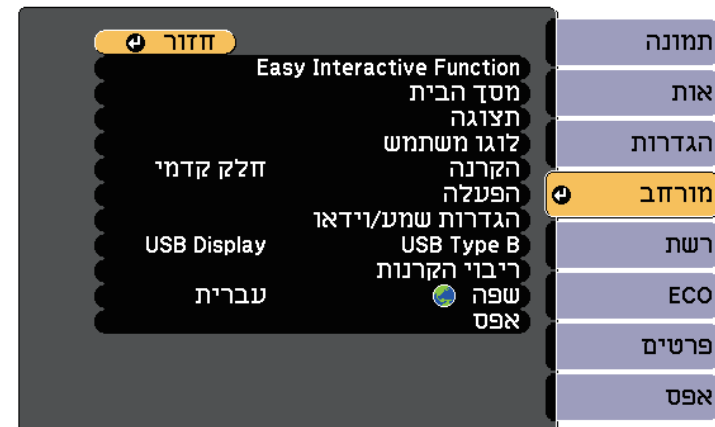 חזור
Easy Interactive Function
מסך הבית
תצוגה
לוגו משתמש
הקרנה חלק קדמי
הפעלה
הגדרות שמע/וידאו
USB Type B USB Display
ריבוי הקרנות
שפה עברית
אפס
תמונה
אות
הגדרות
מורחב
רשת
ECO
פרטים
אפס